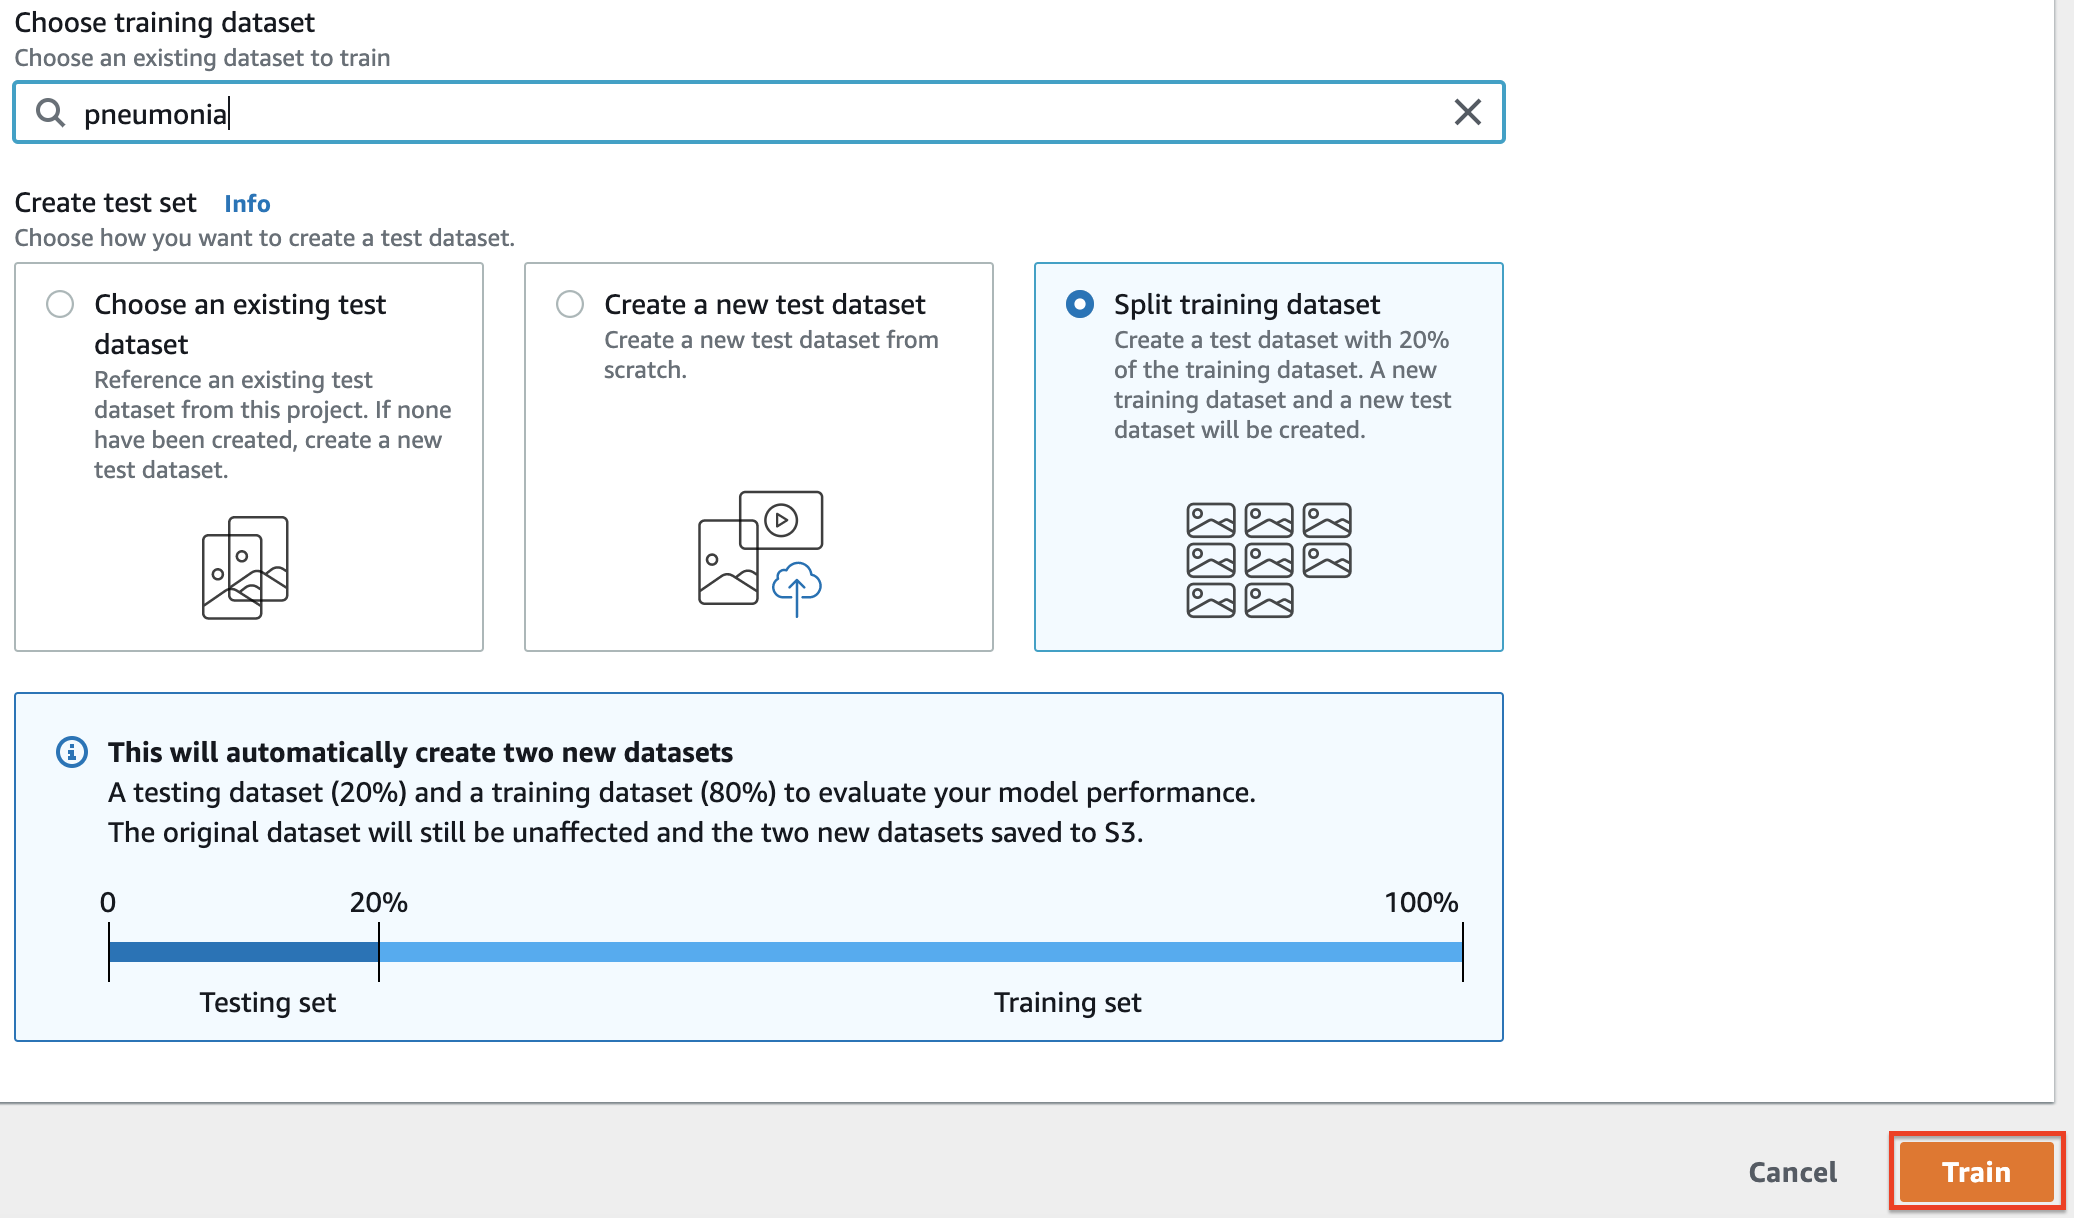 Choose training dataset
Choose an existing dataset to train
pneumonia
Create test set Info
Choose how you want to create a test dataset.
Choose an existing test
dataset
Reference an existing test
dataset from this project. If none
have been created, create a new
test dataset.
Create a new test dataset
Create a new test dataset from
scratch.
Split training dataset
Create a test dataset with 20%
of the training dataset. A new
training dataset and a new test
dataset will be created.
This will automatically create two new datasets
A testing dataset (20%) and a training dataset (80%) to evaluate your model performance.
The original dataset will still be unaffected and the two new datasets saved to S3.
0 20% 100%
Testing set Training set
Cancel Train